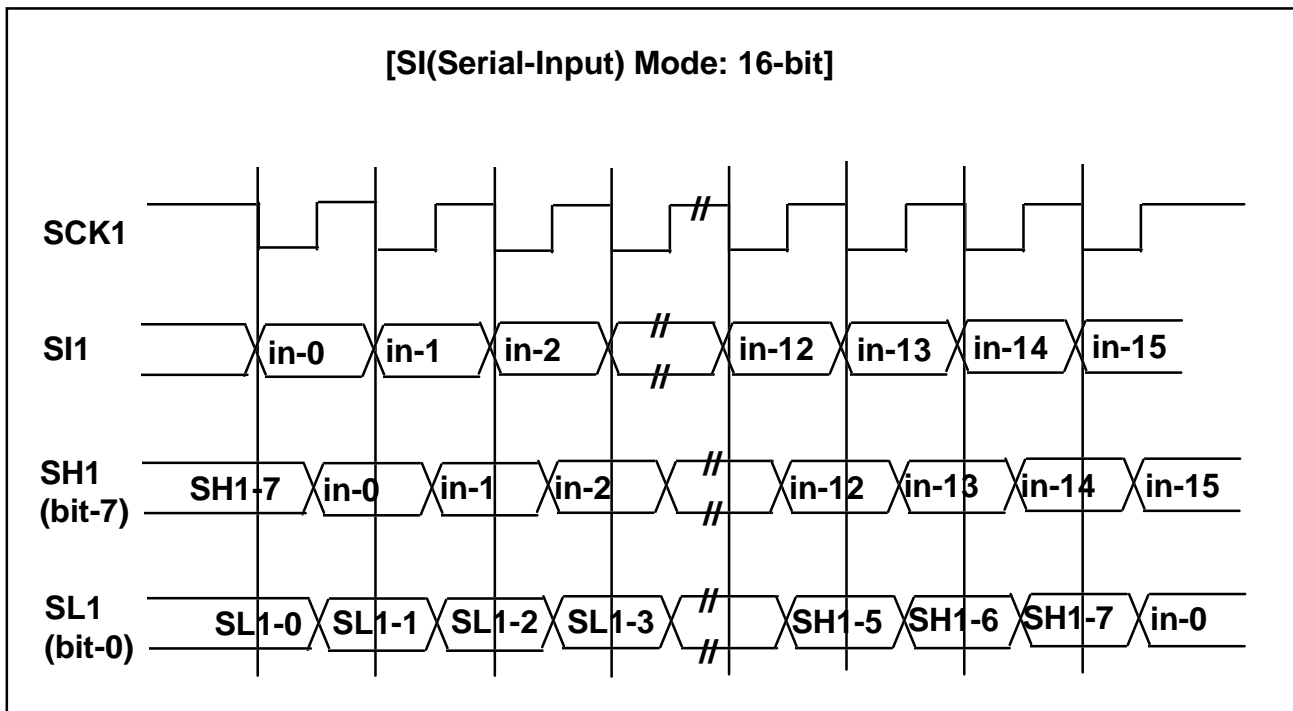 [SI(Serial-Input) Mode: 16-bit]
SCK1
//
SI1
in-0 in-1 in-2 // // in-12 in-13 in-14 in-15
SH1
(bit-7)
SH1-7 in-0 in-1 in-2 // // in-12 in-13 in-14 in-15
SL1
(bit-0)
SL1-0 SL1-1 SL1-2 SL1-3 // // SH1-5 SH1-6 SH1-7 in-0